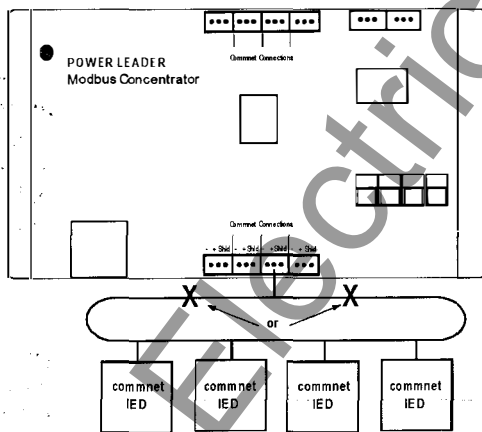 POWER LEADER
Modbus Concentrator
Commnet Connections
Commnet Connections
- + Shld - + Shld - + Shld - + Shld
X X
or
commnet IED
commnet IED
commnet IED
commnet IED
Electric